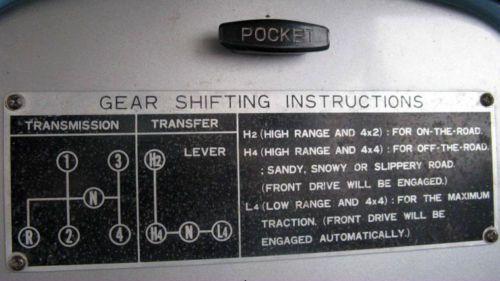 POCKET
GEAR SHIFTING INSTRUCTIONS
TRANSMISSION
1 3
N
R 2 4
TRANSFER
LEVER
H2
H4 N L4
H2 (HIGH RANGE AND 4x2) : FOR ON-THE-ROAD.
H4 (HIGH RANGE AND 4x4) : FOR OFF-THE-ROAD.
: SANDY, SNOWY OR SLIPPERY ROAD.
(FRONT DRIVE WILL BE ENGAGED.)
L4 (LOW RANGE AND 4x4) : FOR THE MAXIMUM
TRACTION. (FRONT DRIVE WILL BE
ENGAGED AUTOMATICALLY.)